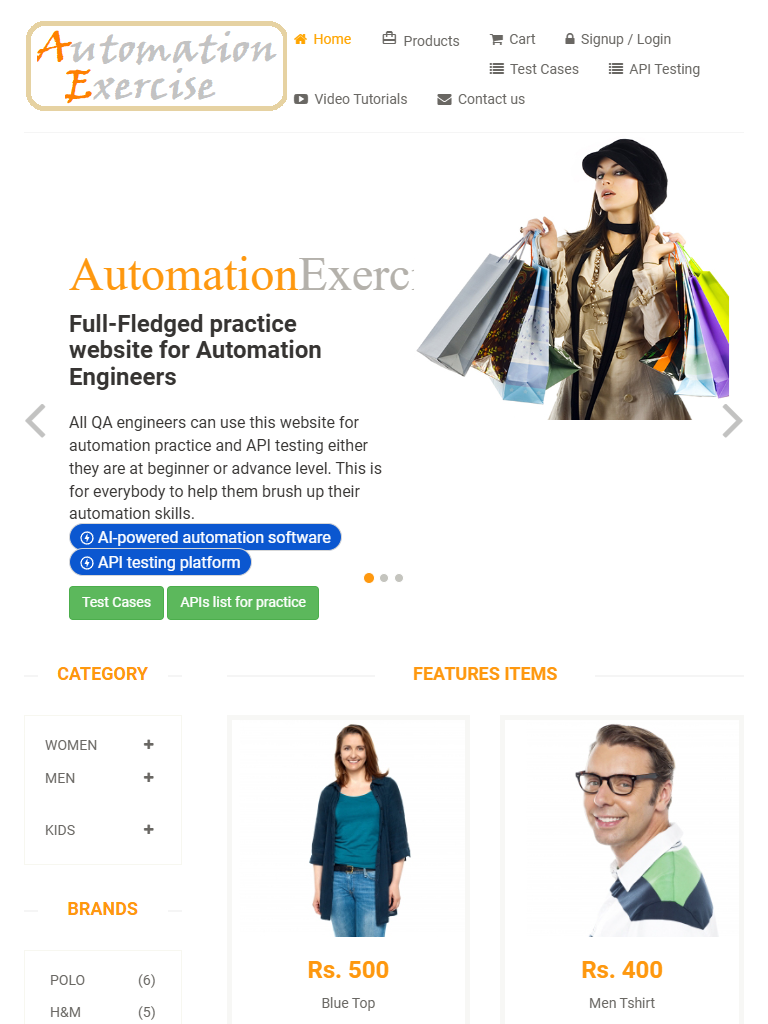 Automation
Exercise
Home
Products
Cart
Signup / Login
Test Cases
API Testing
Video Tutorials
Contact us
AutomationExerci
Full-Fledged practice
website for Automation
Engineers
All QA engineers can use this website for
automation practice and API testing either
they are at beginner or advance level. This is
for everybody to help them brush up their
automation skills.
AI-powered automation software
API testing platform
Test Cases
APIs list for practice
CATEGORY
WOMEN
MEN
KIDS
BRANDS
POLO (6)
H&M (5)
FEATURES ITEMS
Rs. 500
Blue Top
Rs. 400
Men Tshirt